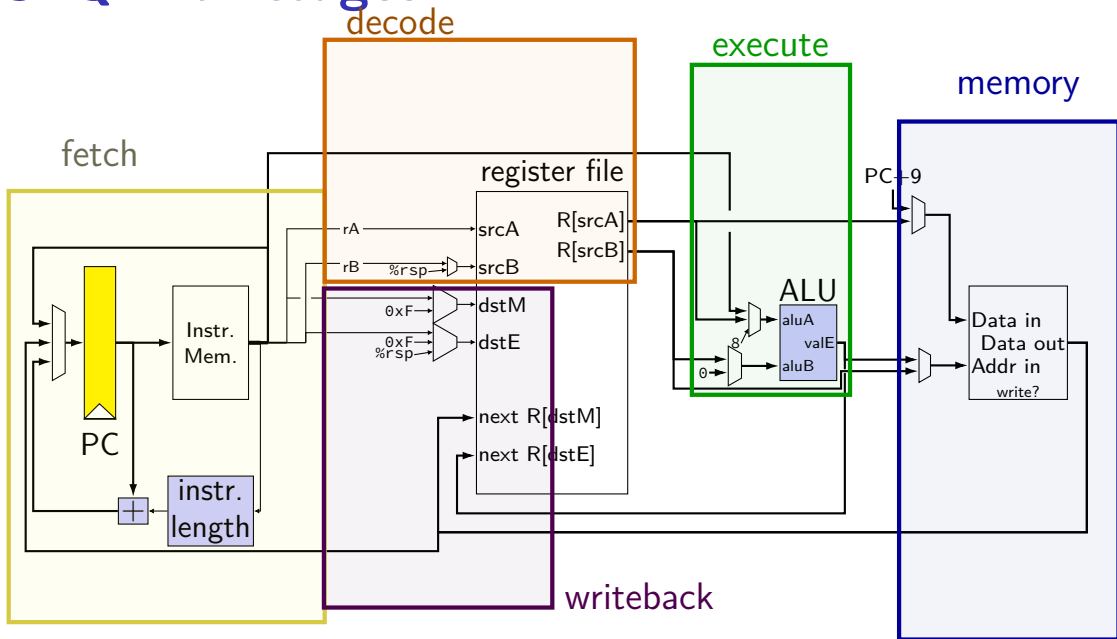 decode
execute
memory
fetch
PC+9
register file
rA
srcA
R[srcA]
R[srcB]
rB
%rsp
srcB
ALU
0xF
dstM
Instr.
Mem.
0xF
%rsp
dstE
8
aluA
valE
0
aluB
Data in
Data out
Addr in
write?
PC
next R[dstM]
next R[dstE]
instr.
length
writeback